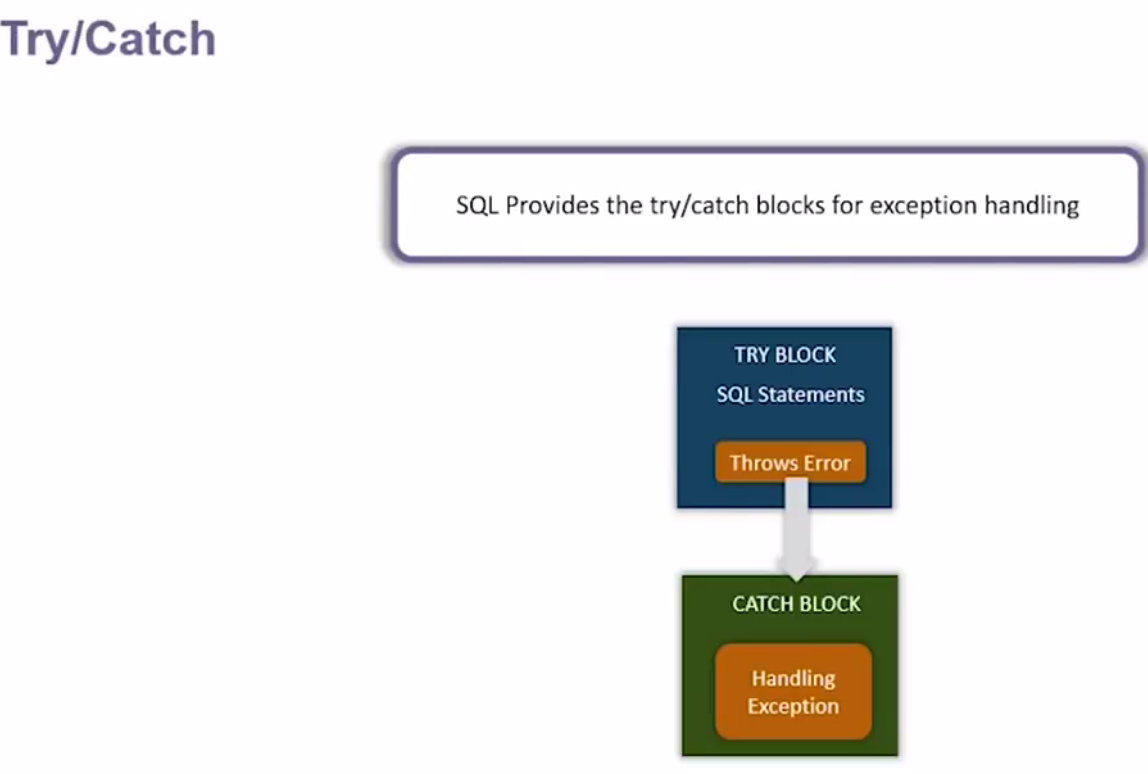 Try/Catch
SQL Provides the try/catch blocks for exception handling
TRY BLOCK
SQL Statements
Throws Error
CATCH BLOCK
Handling
Exception